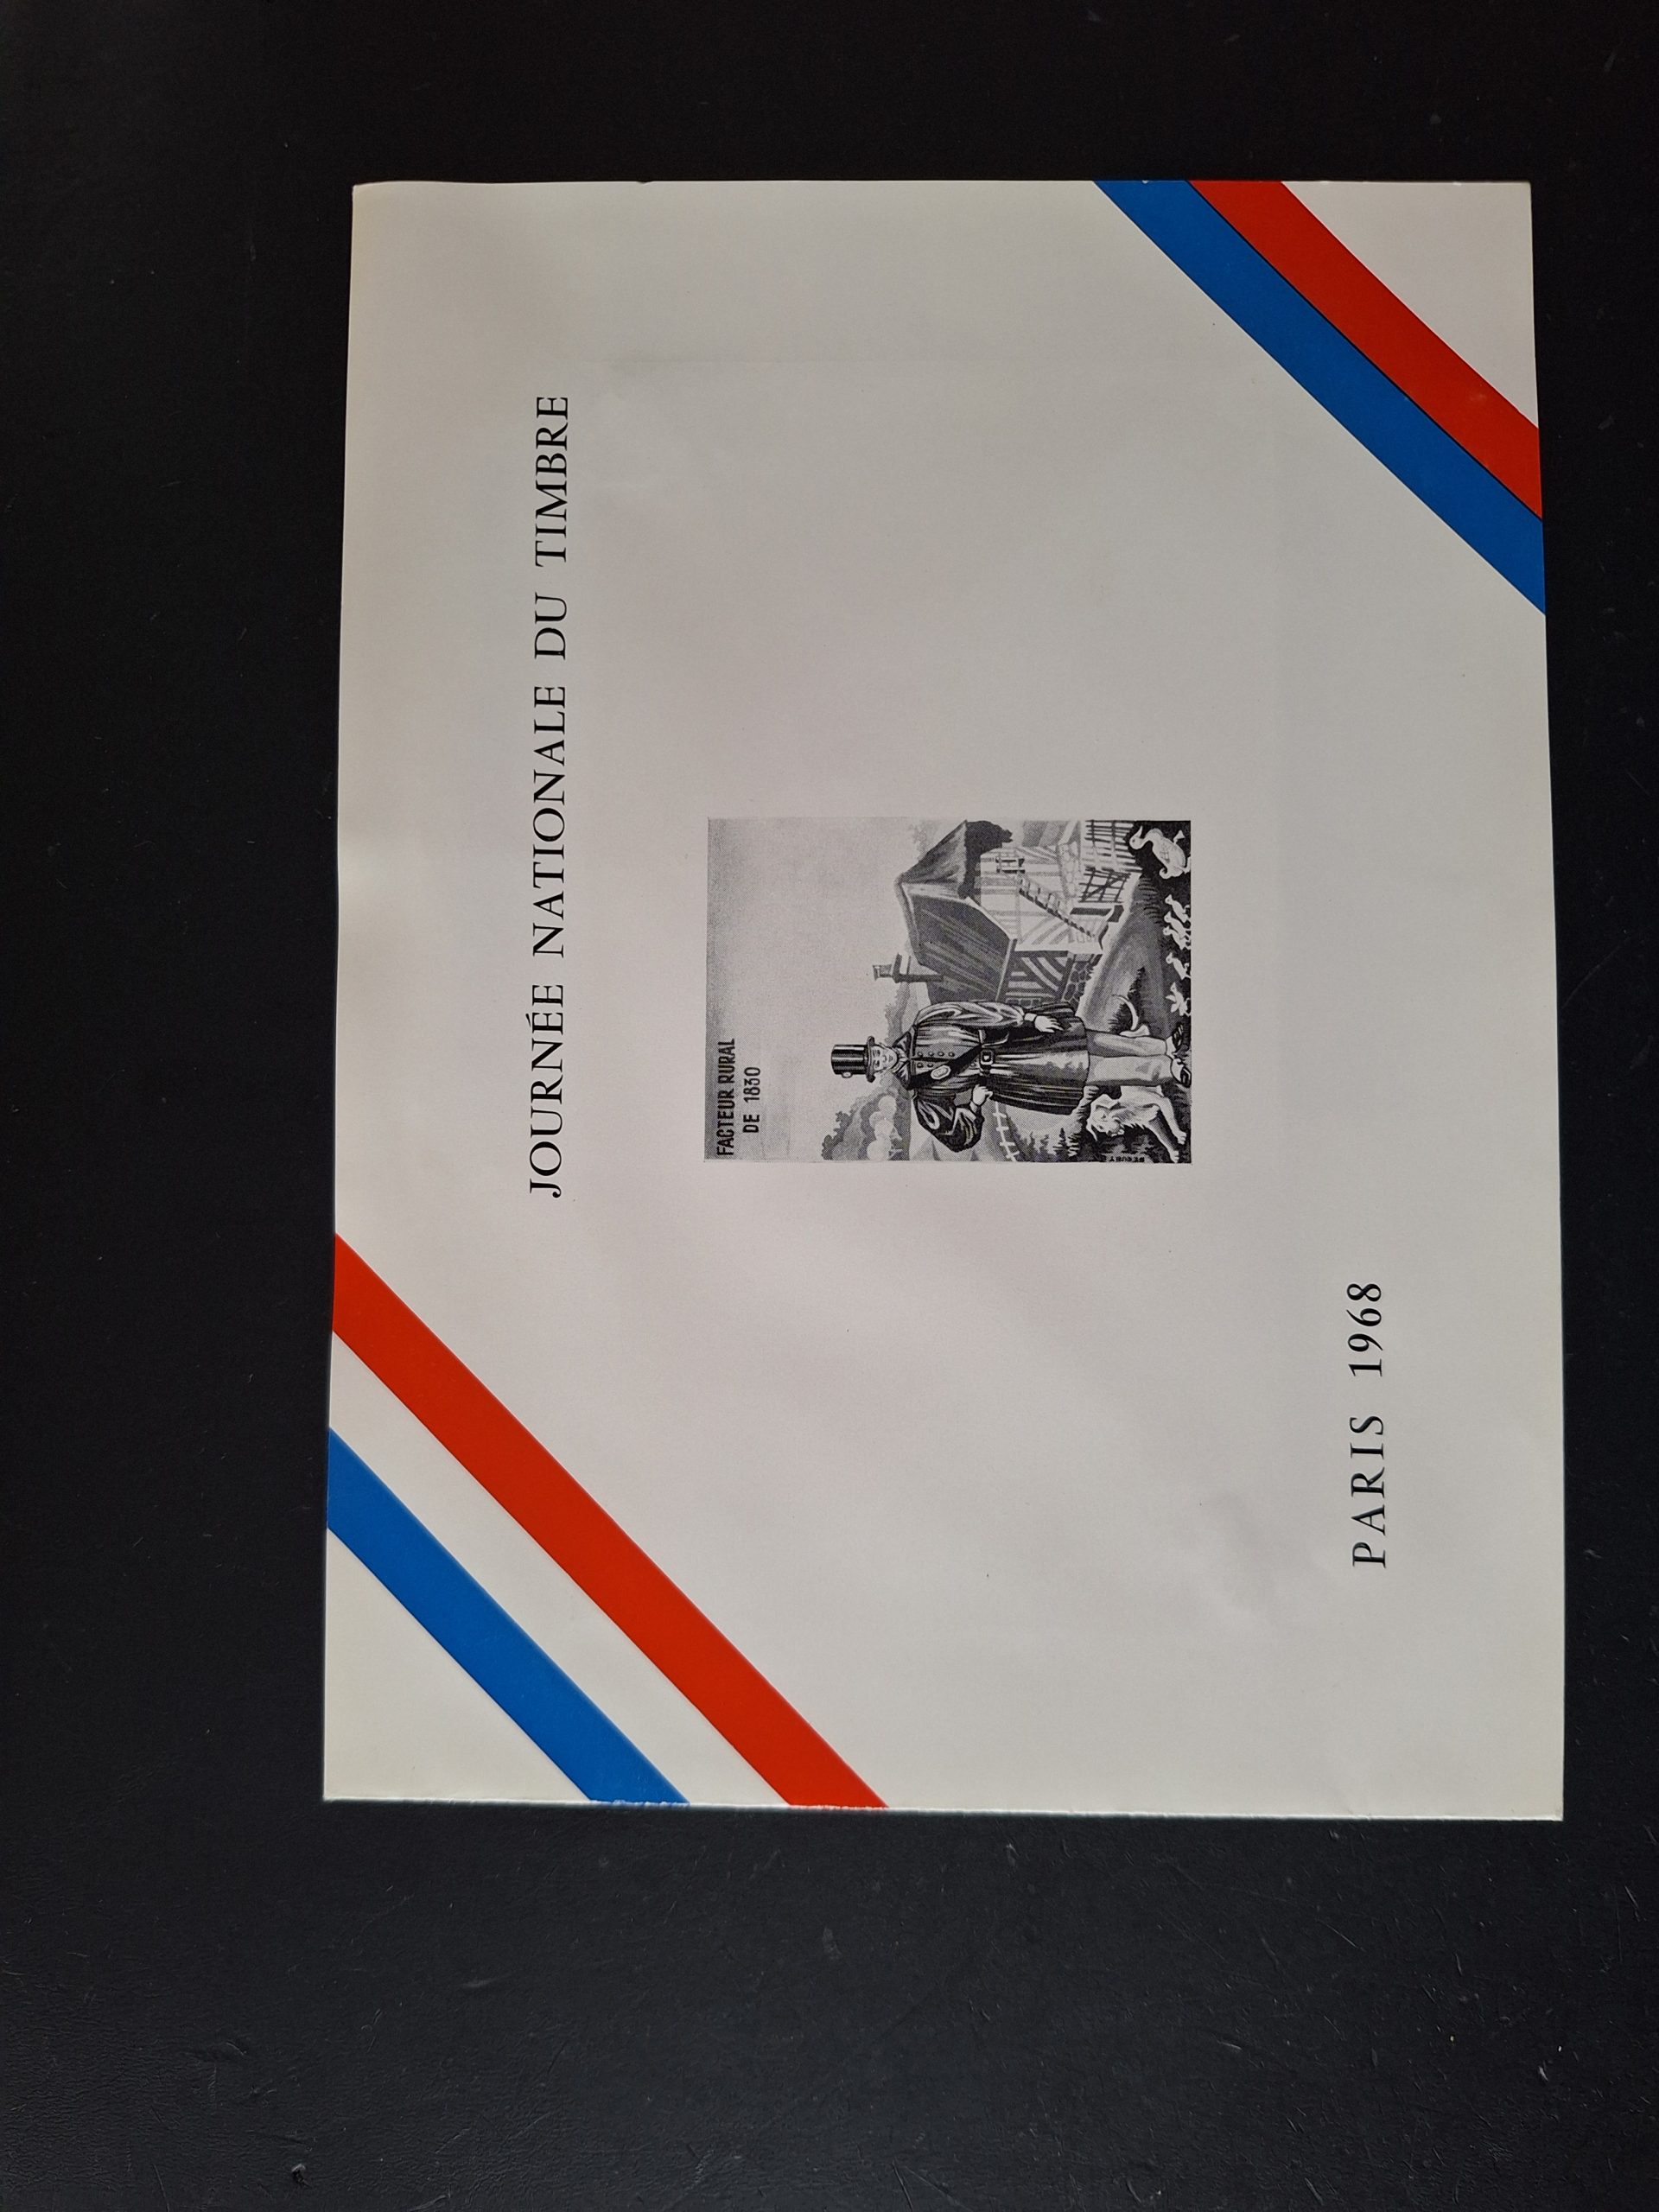 JOURNÉE NATIONALE DU TIMBRE
FACTEUR RURAL
DE 1830
PARIS 1968